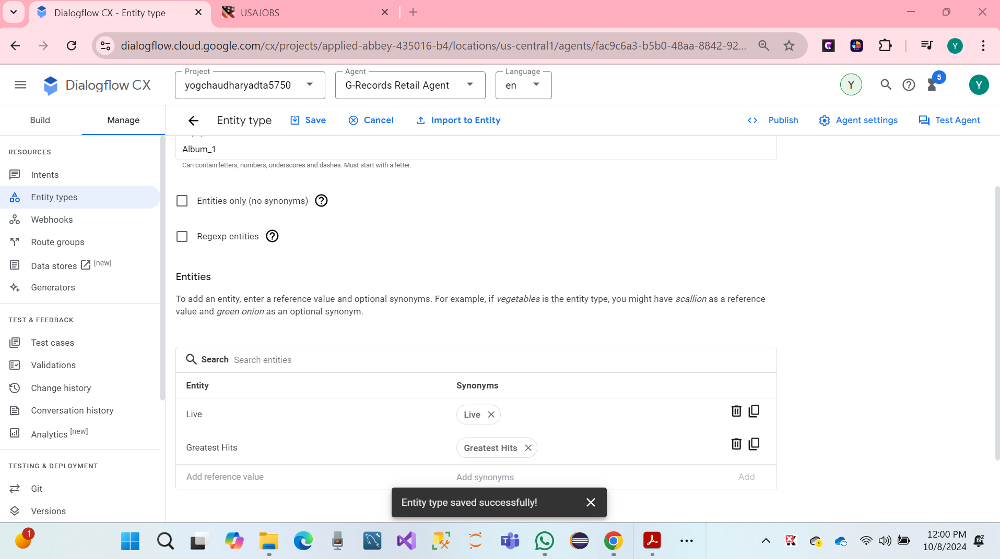 Dialogflow CX - Entity type
USAJOBS
dialogflow.cloud.google.com/cx/projects/applied-abbey-435016-b4/locations/us-central1/agents/fac9c6a3-b5b0-48aa-8842-92...
Y
Dialogflow CX
Project
yogchaudharyadta5750
Agent
G-Records Retail Agent
Language
en
Y
5
Y
Build
Manage
Entity type
Save
Cancel
Import to Entity
Publish
Agent settings
Test Agent
RESOURCES
Intents
Entity types
Webhooks
Route groups
Data stores [new]
Generators
TEST & FEEDBACK
Test cases
Validations
Change history
Conversation history
Analytics [new]
TESTING & DEPLOYMENT
Git
Versions
Album_1
Can contain letters, numbers, underscores and dashes. Must start with a letter.
Entities only (no synonyms)
Regexp entities
Entities
To add an entity, enter a reference value and optional synonyms. For example, if vegetables is the entity type, you might have scallion as a reference
value and green onion as an optional synonym.
Search Search entities
Entity Synonyms
Live Live
Greatest Hits Greatest Hits
Add reference value Add synonyms Add
Entity type saved successfully!
1
12:00 PM
10/8/2024